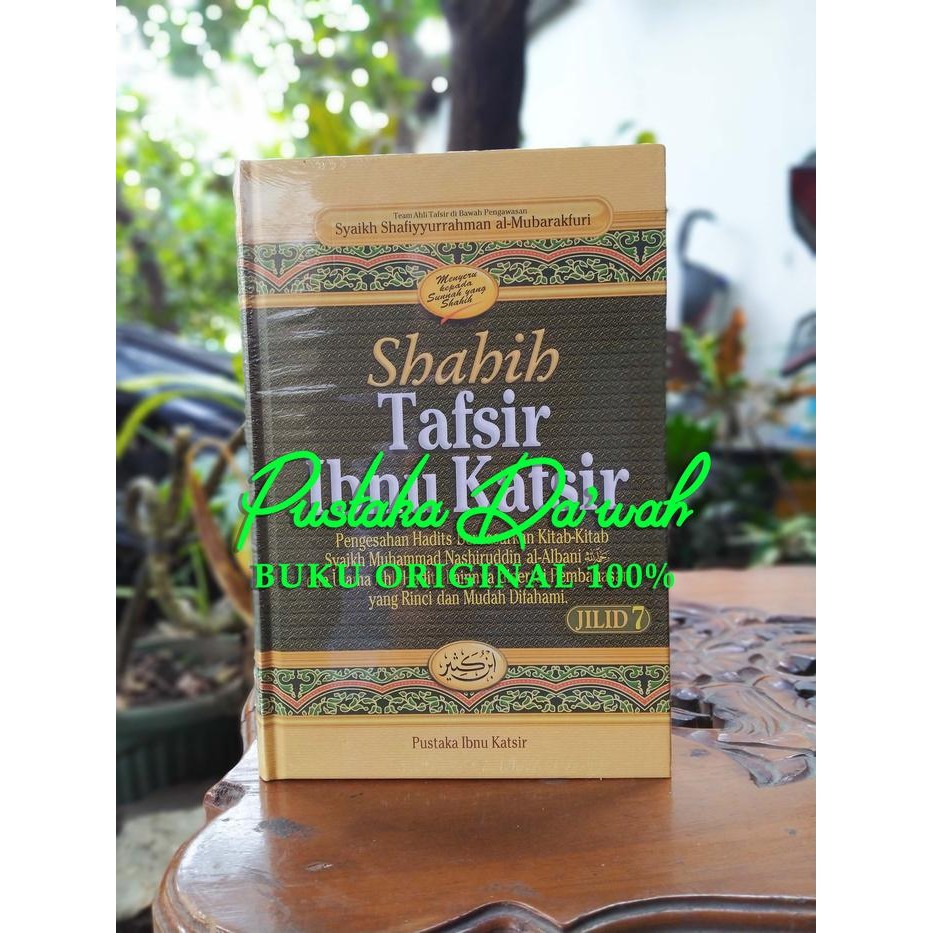 Team Ahli Tafsir di Bawah Pengawasan
Syaikh Shafiyyurrahman al-Mubarakfuri
Menyeru
kepada
Sunnah yang
Shahih
Shahih
Tafsir
Ibnu Katsir
Pustaka Da'wah
Pengesahan Hadits Kitab-Kitab
Syaikh Muhammad Nashiruddin al-Albani
BUKU ORIGINAL 100%
yang Rinci dan Mudah Difahami.
JILID 7
ابن كثير
Pustaka Ibnu Katsir